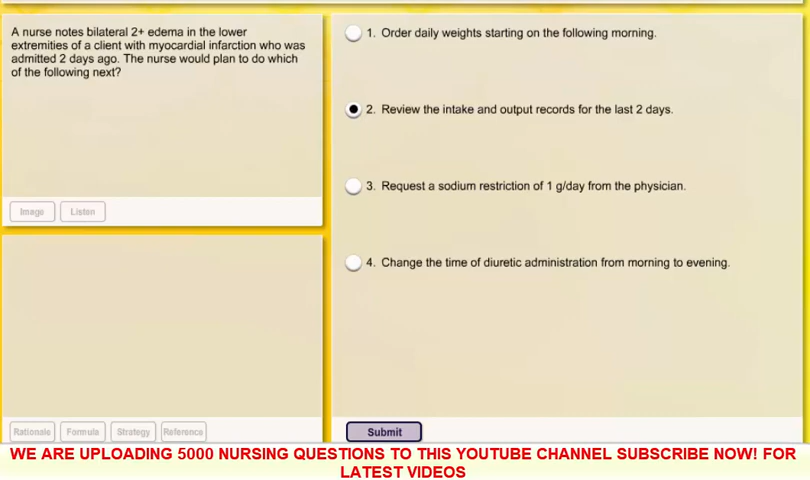 A nurse notes bilateral 2+ edema in the lower
extremities of a client with myocardial infarction who was
admitted 2 days ago. The nurse would plan to do which
of the following next?
Image Listen
1. Order daily weights starting on the following morning.
2. Review the intake and output records for the last 2 days.
3. Request a sodium restriction of 1 g/day from the physician.
4. Change the time of diuretic administration from morning to evening.
Rationale Formula Strategy Reference
Submit
WE ARE UPLOADING 5000 NURSING QUESTIONS TO THIS YOUTUBE CHANNEL SUBSCRIBE NOW! FOR
LATEST VIDEOS